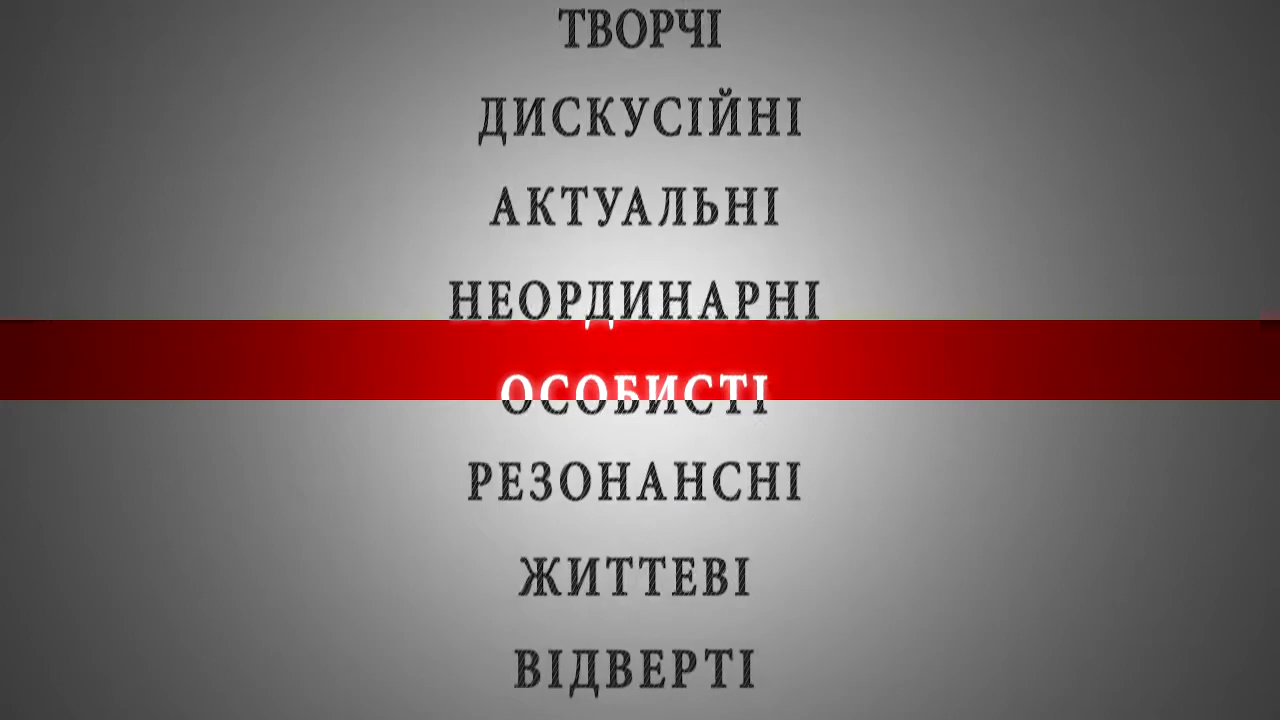 ТВОРЧІ
ДИСКУСІЙНІ
АКТУАЛЬНІ
НЕОРДИНАРНІ
ОСОБИСТІ
РЕЗОНАНСНІ
ЖИТТЕВІ
ВІДВЕРТІ